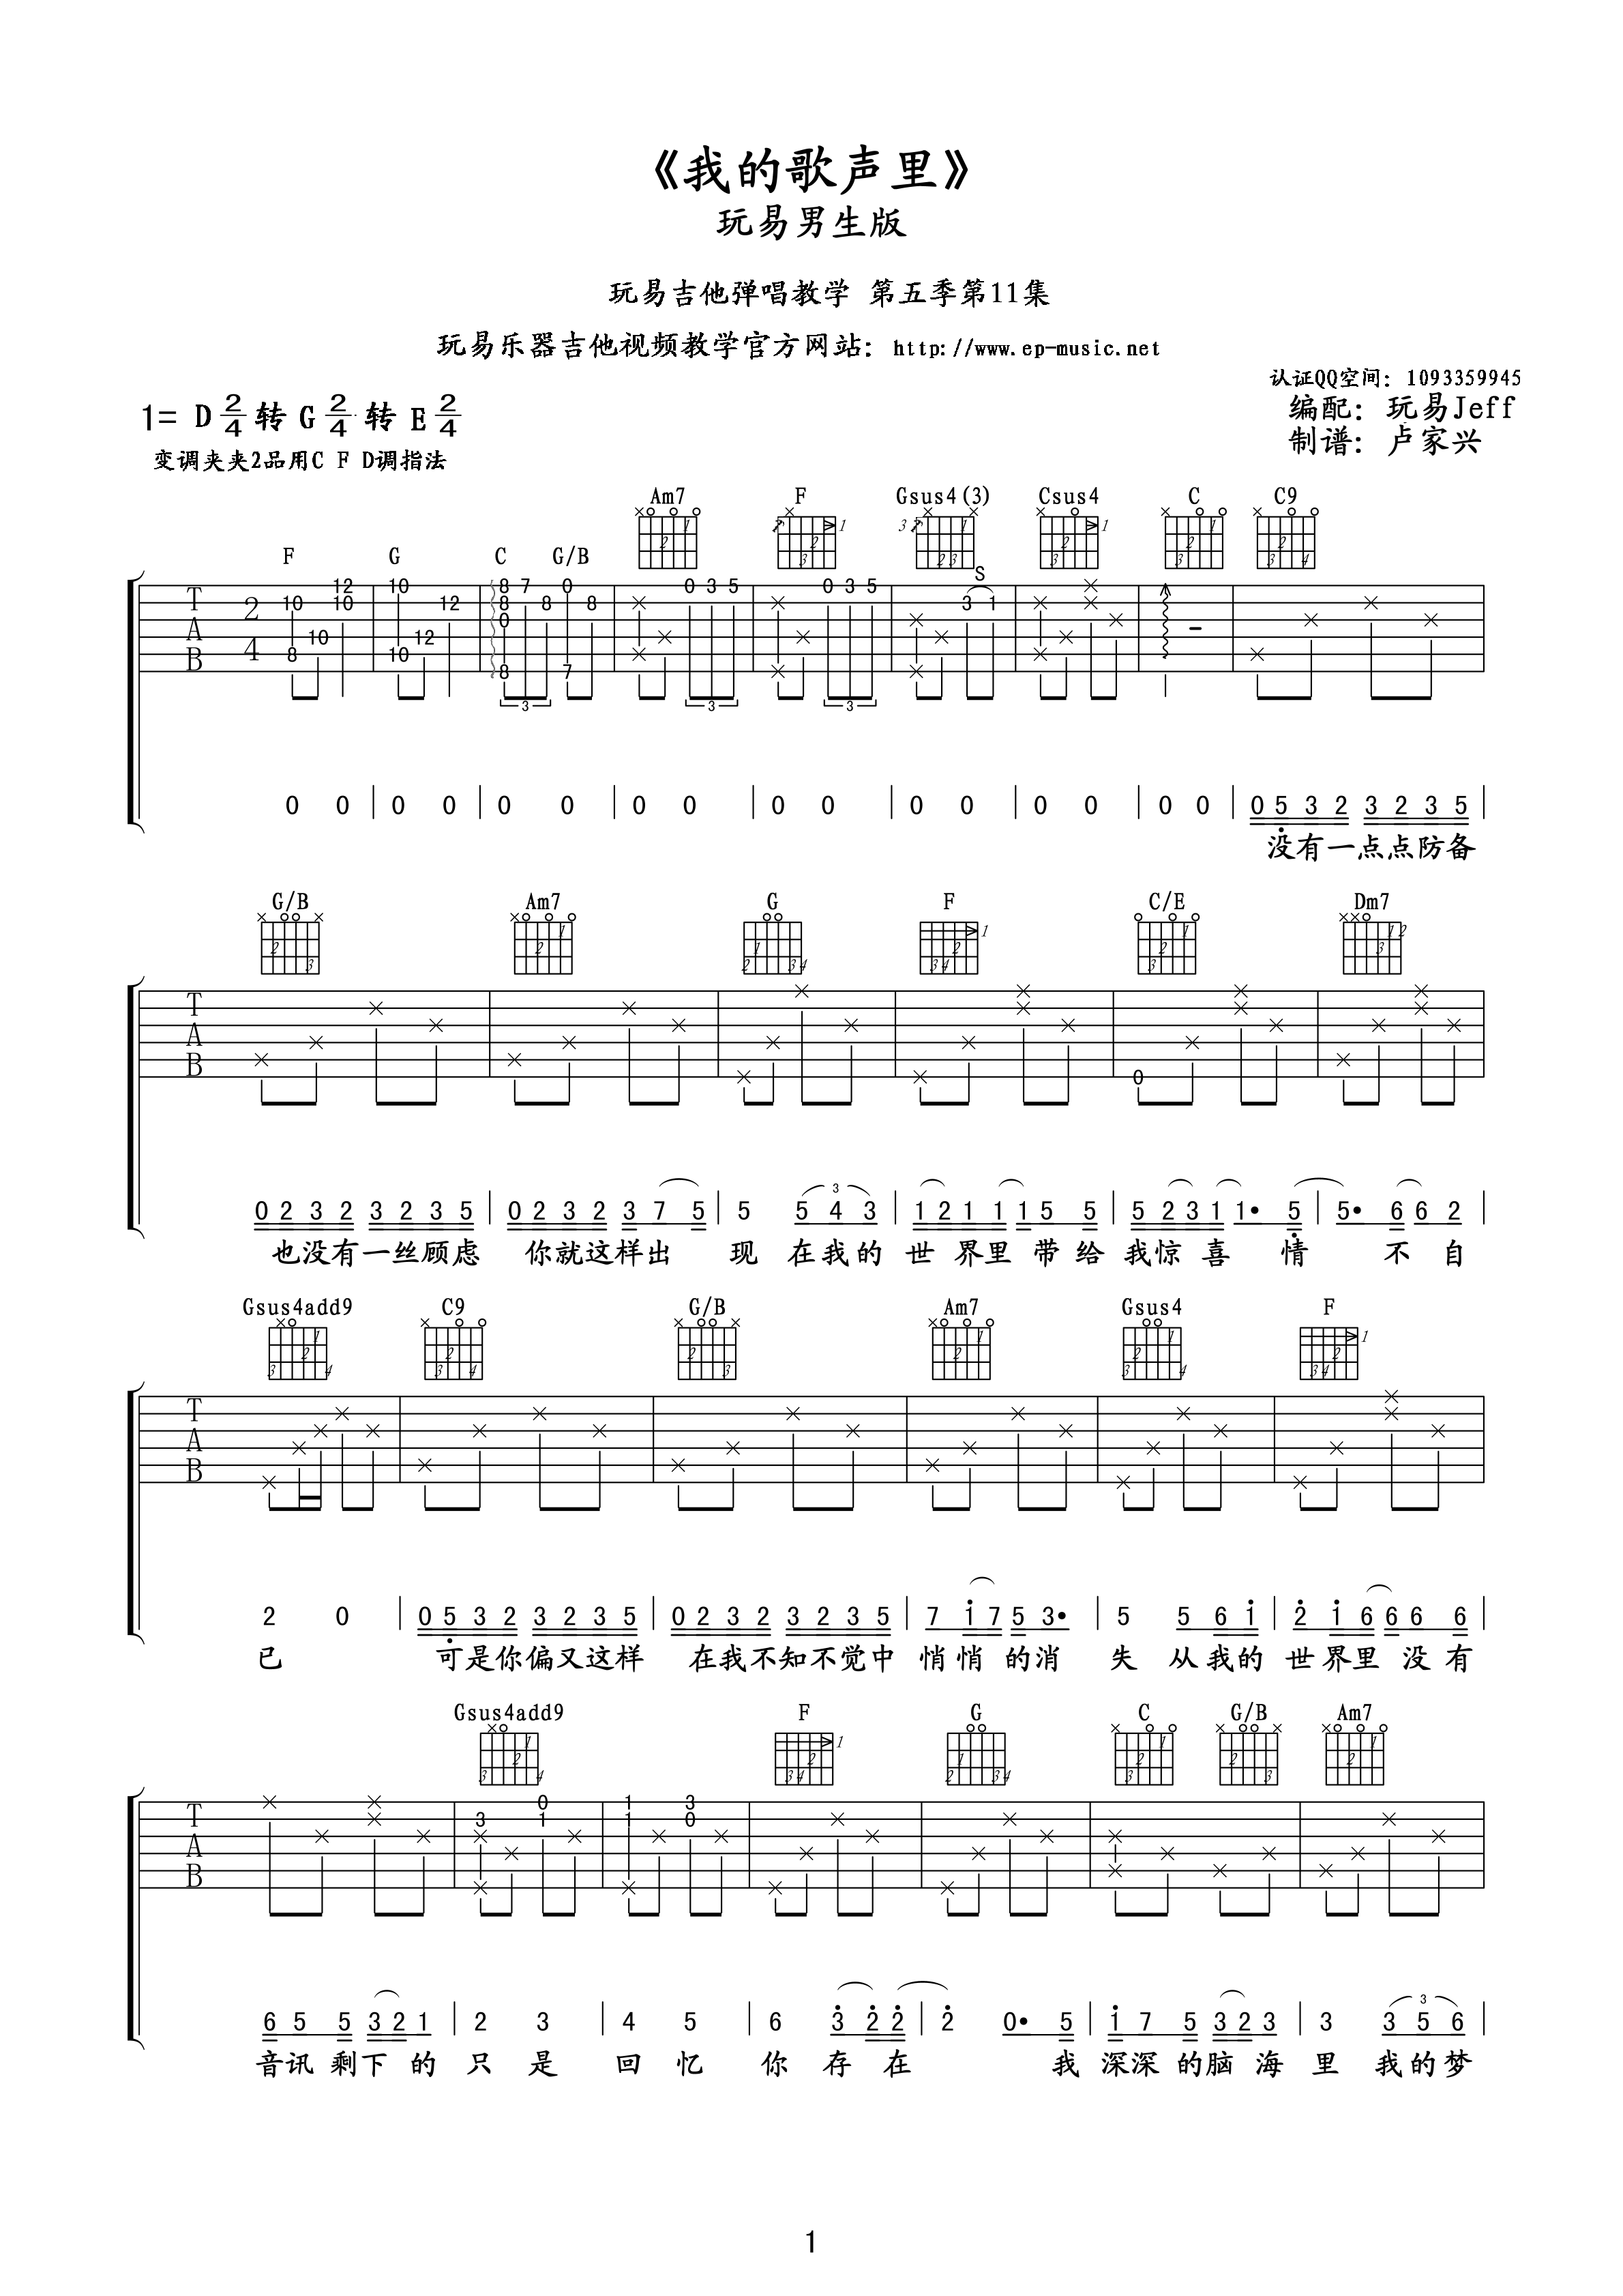 《我的歌声里》
玩易男生版
玩易吉他弹唱教学 第五季第11集
玩易乐器吉他视频教学官方网站: http://www.ep-music.net
认证QQ空间: 1093359945
1= D 2/4 转 G 2/4 转 E 2/4
编配: 玩易Jeff
变调夹夹2品用C F D调指法
制谱: 卢家兴
F G C G/B Am7 F Gsus4(3) Csus4 C C9
0 0 | 0 0 | 0 0 | 0 0 | 0 0 | 0 0 | 0 0 | 0 0 | 0 5 3 2 3 2 3 5 |
没有一点点防备
G/B Am7 G F C/E Dm7
0 2 3 2 3 2 3 5 | 0 2 3 2 3 7 5 | 5 5 4 3 | 1 2 1 1 1 5 5 | 5 2 3 1 1• 5 | 5• 6 6 2 |
也没有一丝顾虑 你就这样出 现 在我的 世 界里 带 给 我惊 喜 情 不 自
Gsus4add9 C9 G/B Am7 Gsus4 F
2 0 | 0 5 3 2 3 2 3 5 | 0 2 3 2 3 2 3 5 | 7 1 7 5 3• | 5 5 6 1 | 2 1 6 6 6 6 |
已 可是你偏又这样 在我不知不觉中 悄悄 的消 失 从我的 世界里 没有
Gsus4add9 F G C G/B Am7
6 5 5 3 2 1 | 2 3 | 4 5 | 6 3 2 2 | 2 0• 5 | 1 7 5 3 2 3 | 3 3 5 6 |
音讯 剩下 的 只 是 回 忆 你 存 在 我 深深 的脑 海 里 我的梦
1